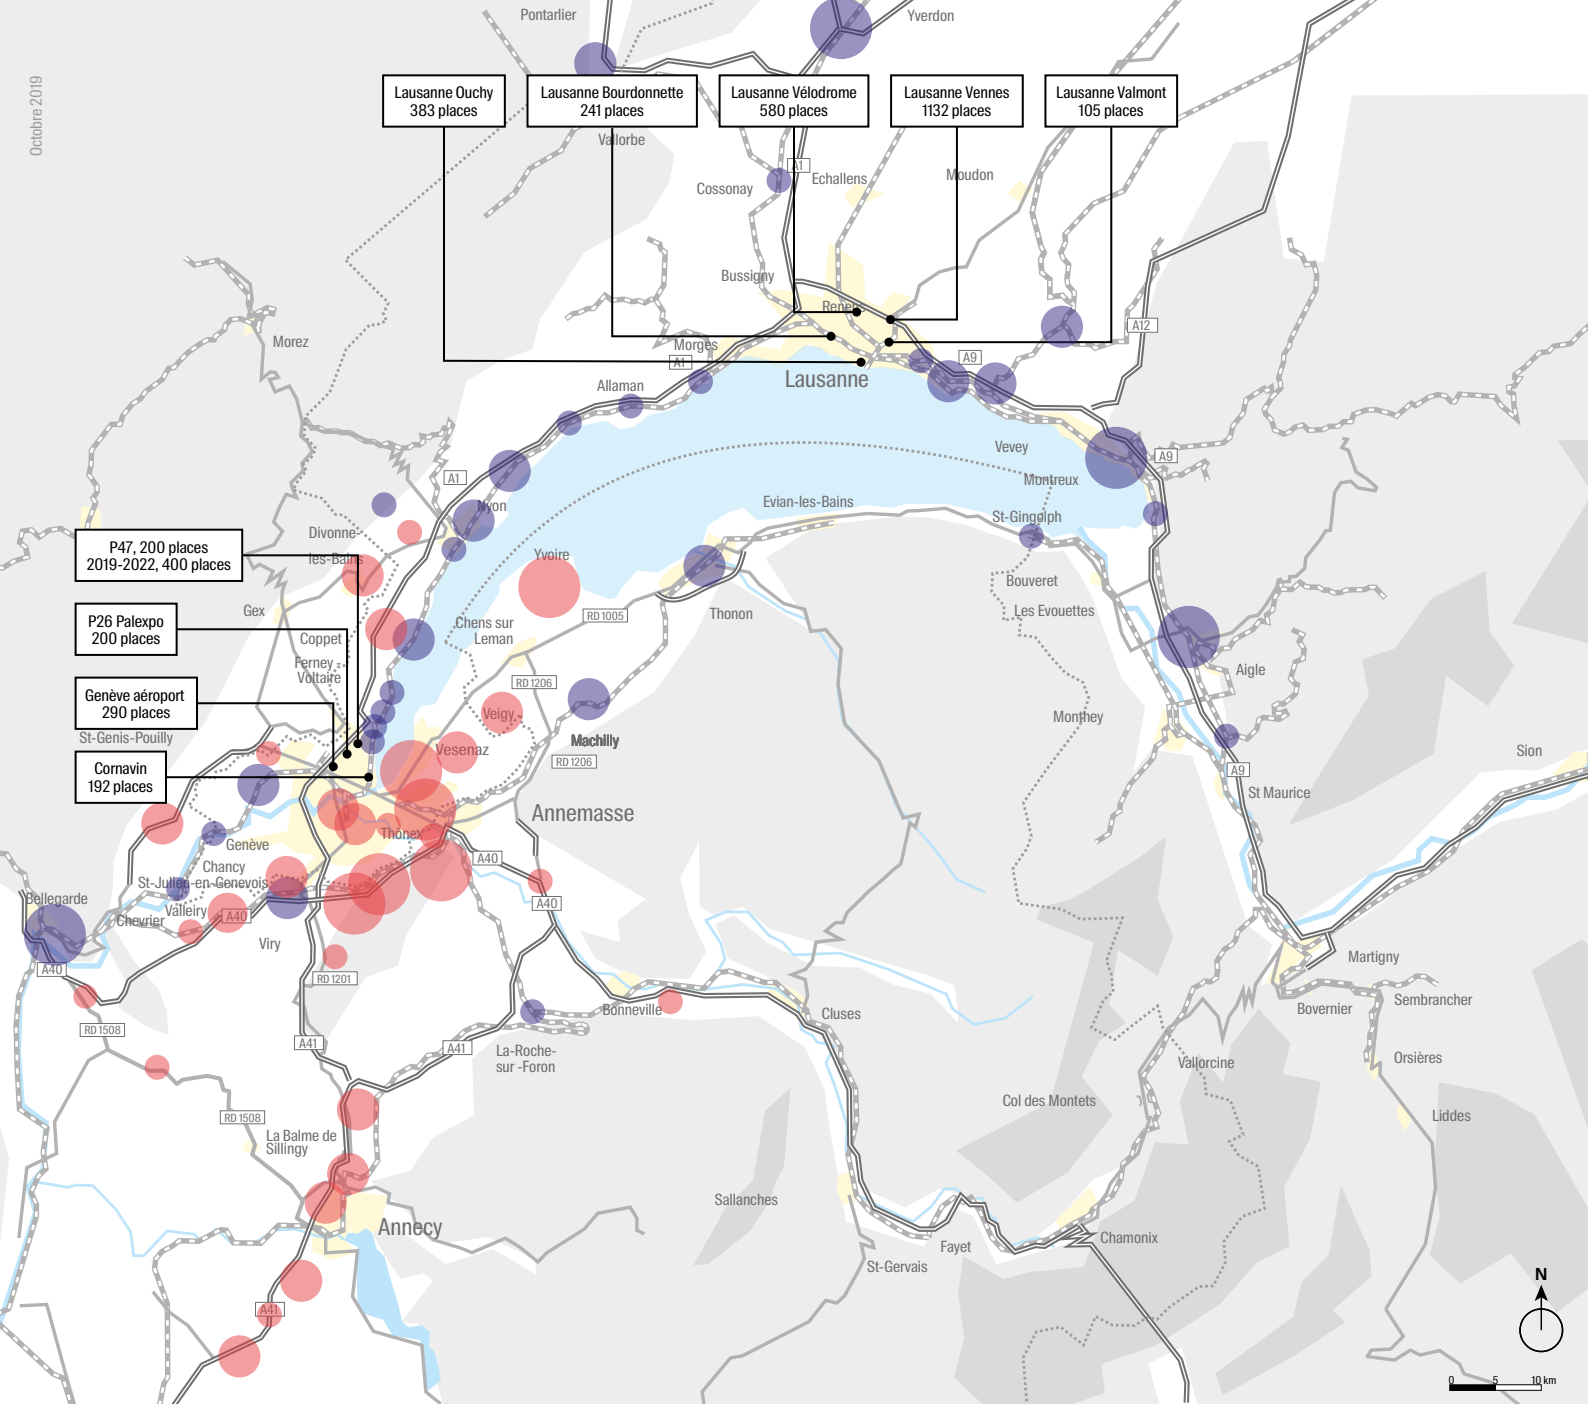 Pontarlier
Yverdon
Octobre 2019
Lausanne Ouchy
383 places
Lausanne Bourdonnette
241 places
Lausanne Vélodrome
580 places
Lausanne Vennes
1132 places
Lausanne Valmont
105 places
Vallorbe
A1
Echallens
Moudon
Cossonay
Bussigny
Renens
Morez
Morges
A1
A12
A9
Lausanne
Allaman
Vevey
A9
A1
Montreux
Evian-les-Bains
Nyon
St-Gingolph
Divonne-
les-Bains
P47, 200 places
2019-2022, 400 places
Yvoire
Bouveret
Gex
RD 1005
Thonon
Les Evouettes
P26 Palexpo
200 places
Chens sur
Leman
Coppet
Ferney -
Voltaire
Aigle
Genève aéroport
290 places
RD 1206
Veigy
Monthey
St-Genis-Pouilly
Vesenaz
Machilly
Sion
Cornavin
192 places
RD 1206
A9
St Maurice
Annemasse
Thônex
Genève
A40
Chancy
St-Julien-en-Genevois
Bellegarde
Valleiry
A40
A40
Chevrier
Viry
Martigny
A40
RD 1201
Sembrancher
Bovernier
Bonneville
Cluses
RD 1508
A41
A41
La-Roche-
sur -Foron
Orsières
Vallorcine
Col des Montets
RD 1508
Liddes
La Balme de
Sillingy
Sallanches
Annecy
Chamonix
Fayet
St-Gervais
N
A41
0 5 10 km